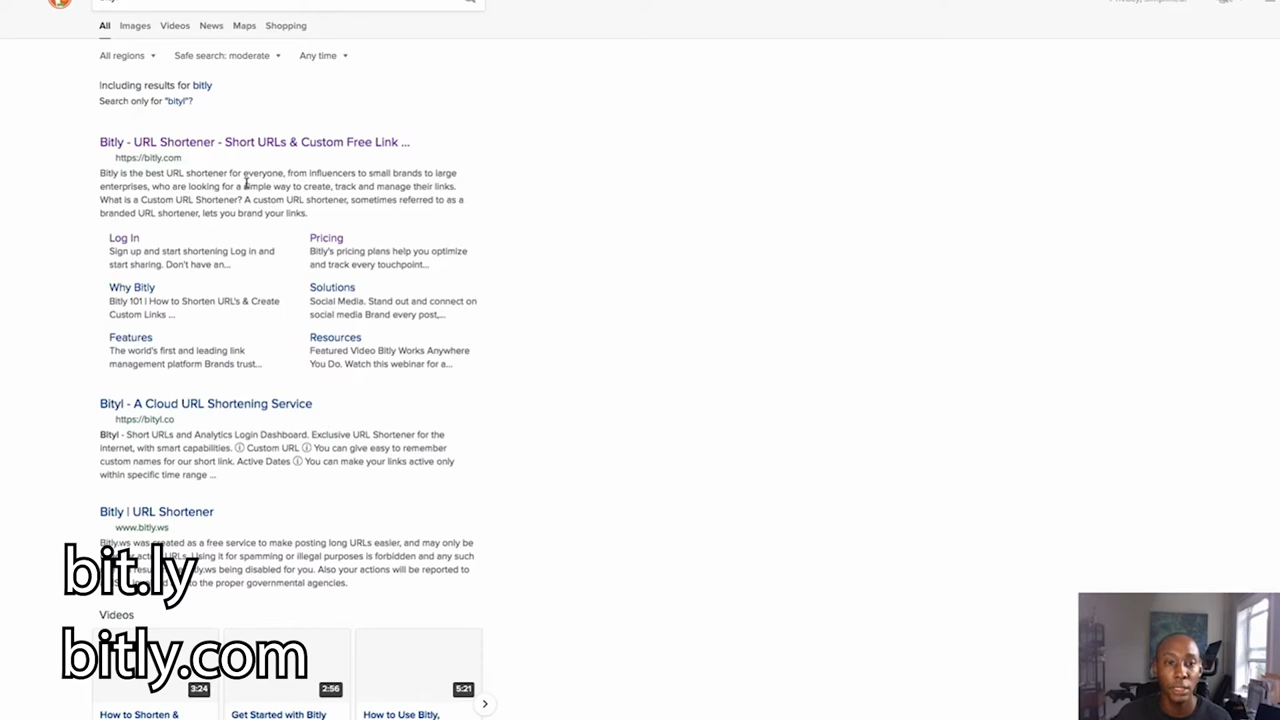 All Images Videos News Maps Shopping
All regions Safe search: moderate Any time
Including results for bitly
Search only for "bityl"?
Bitly - URL Shortener - Short URLs & Custom Free Link ...
https://bitly.com
Bitly is the best URL shortener for everyone, from influencers to small brands to large
enterprises, who are looking for a simple way to create, track and manage their links.
What is a Custom URL Shortener? A custom URL shortener, sometimes referred to as a
branded URL shortener, lets you brand your links.
Log In
Sign up and start shortening Log in and
start sharing. Don't have an...
Pricing
Bitly's pricing plans help you optimize
and track every touchpoint...
Why Bitly
Bitly 101 | How to Shorten URL's & Create
Custom Links ...
Solutions
Social Media. Stand out and connect on
social media Brand every post,...
Features
The world's first and leading link
management platform Brands trust...
Resources
Featured Video Bitly Works Anywhere
You Do. Watch this webinar for a...
Bityl - A Cloud URL Shortening Service
https://bityl.co
Bityl - Short URLs and Analytics Login Dashboard. Exclusive URL Shortener for the
internet, with smart capabilities. ⓘ Custom URL ⓘ You can give easy to remember
custom names for our short link. Active Dates ⓘ You can make your links active only
within specific time range ...
Bitly | URL Shortener
www.bitly.ws
Bitly.ws was created as a free service to make posting long URLs easier, and may only be
URLs. Using it for spamming or illegal purposes is forbidden and any such
being disabled for you. Also your actions will be reported to
to the proper governmental agencies.
bit.ly
Videos
bitly.com
3:24 2:56 5:21
How to Shorten & Get Started with Bitly How to Use Bitly,